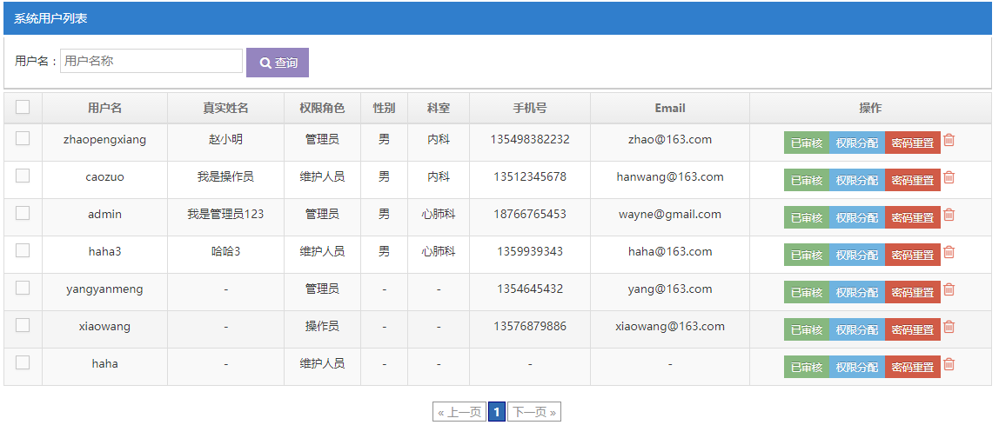 系统用户列表
用户名： 用户名称 查询
用户名 真实姓名 权限角色 性别 科室 手机号 Email 操作
zhaopengxiang 赵小明 管理员 男 内科 135498382232 zhao@163.com 已审核 权限分配 密码重置
caozuo 我是操作员 维护人员 男 内科 13512345678 hanwang@163.com 已审核 权限分配 密码重置
admin 我是管理员123 管理员 男 心肺科 18766765453 wayne@gmail.com 已审核 权限分配 密码重置
haha3 哈哈3 维护人员 男 心肺科 1359939343 haha@163.com 已审核 权限分配 密码重置
yangyanmeng - 管理员 - - 1354645432 yang@163.com 已审核 权限分配 密码重置
xiaowang - 操作员 - - 13576879886 xiaowang@163.com 已审核 权限分配 密码重置
haha - 维护人员 - - - - 已审核 权限分配 密码重置
« 上一页 1 下一页 »